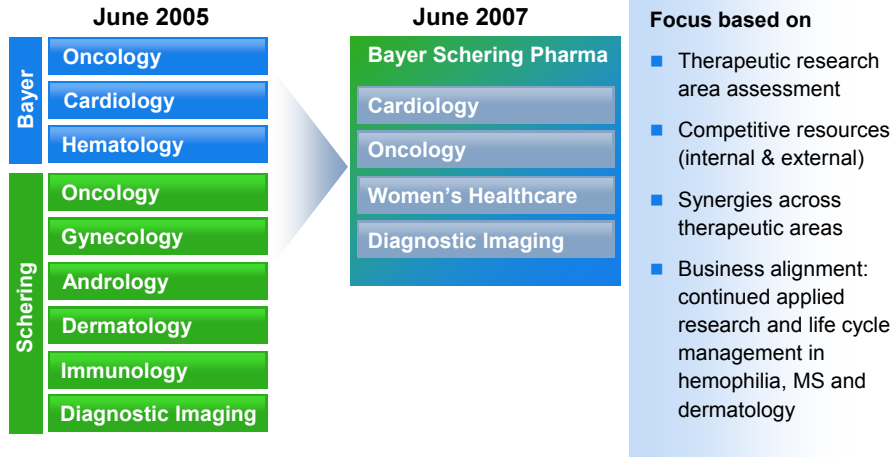 June 2005
Bayer
Oncology
Cardiology
Hematology
Schering
Oncology
Gynecology
Andrology
Dermatology
Immunology
Diagnostic Imaging
June 2007
Bayer Schering Pharma
Cardiology
Oncology
Women's Healthcare
Diagnostic Imaging
Focus based on
Therapeutic research
area assessment
Competitive resources
(internal & external)
Synergies across
therapeutic areas
Business alignment:
continued applied
research and life cycle
management in
hemophilia, MS and
dermatology